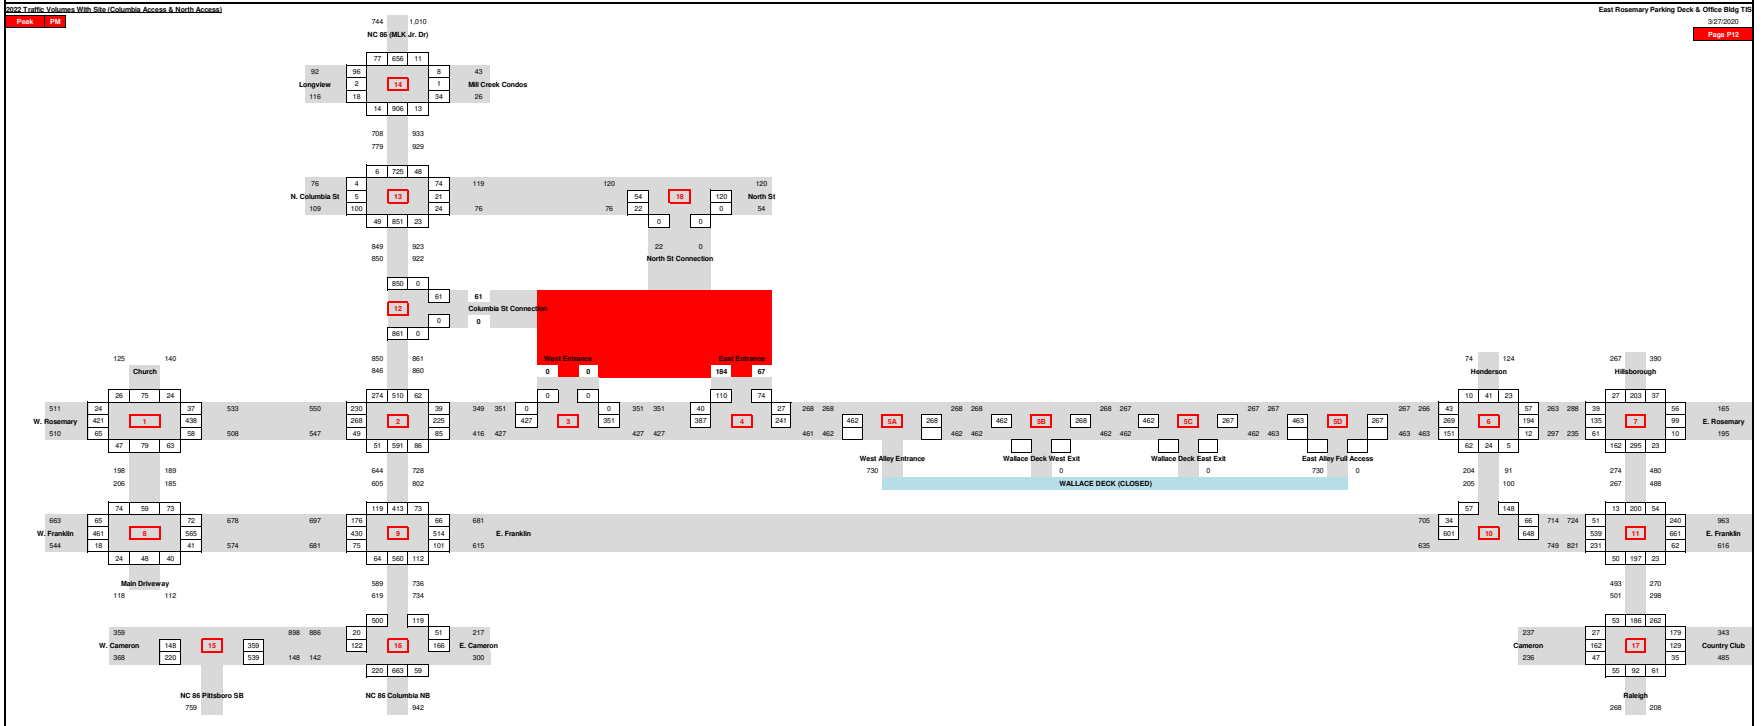 2022 Traffic Volumes With Site (Columbia Access & North Access) East Rosemary Parking Deck & Office Bldg TIS
Peak PM 744 1,010 3/27/2020
NC 86 (MLK Jr. Dr) Page P12
77 656 11
92 96 8 43
Longview 2 14 1 Mill Creek Condos
116 18 34 26
14 906 13
708 933
779 929
6 725 48
76 4 74 119 120 120
N. Columbia St 5 13 21 54 18 120 North St
109 100 24 76 76 22 0 54
49 851 23 0 0
849 923 22 0
850 922 North St Connection
850 0
61 61
12 Columbia St Connection
0 0
861 0
125 140 850 861 West Entrance East Entrance 74 124 267 390
Church 846 860 0 0 184 67 Henderson Hillsborough
26 75 24 274 510 62 0 0 110 74 10 41 23 27 203 37
511 24 37 533 550 230 39 349 351 0 0 351 351 40 27 268 268 268 268 268 267 267 267 267 266 43 57 263 288 39 56 165
W. Rosemary 421 1 438 268 2 225 427 3 351 387 4 241 462 5A 268 462 5B 268 462 5C 267 463 5D 267 269 6 194 135 7 99 E. Rosemary
510 65 58 508 547 49 85 416 427 427 427 461 462 462 462 462 462 462 463 463 463 151 12 297 235 61 10 195
47 79 63 51 591 86 62 24 5 162 295 23
West Alley Entrance Wallace Deck West Exit Wallace Deck East Exit East Alley Full Access
198 189 644 728 730 0 0 730 0 204 91 274 480
206 185 605 802 WALLACE DECK (CLOSED) 205 100 267 488
74 59 73 119 413 73 57 148 13 200 54
663 65 72 678 697 176 66 681 705 34 66 714 724 51 240 963
W. Franklin 461 8 565 430 9 514 E. Franklin 601 10 648 539 11 661 E. Franklin
544 18 41 574 681 75 101 615 635 749 821 231 62 616
24 48 40 64 560 112 50 197 23
Main Driveway 589 736 493 270
118 112 619 734 501 298
500 119 53 186 262
359 898 886 20 51 217 237 27 179 343
W. Cameron 148 15 359 122 16 166 E. Cameron Cameron 162 17 129 Country Club
368 220 539 148 142 300 236 47 35 485
220 663 59 55 92 61
NC 86 Pittsboro SB NC 86 Columbia NB Raleigh
759 942 268 208